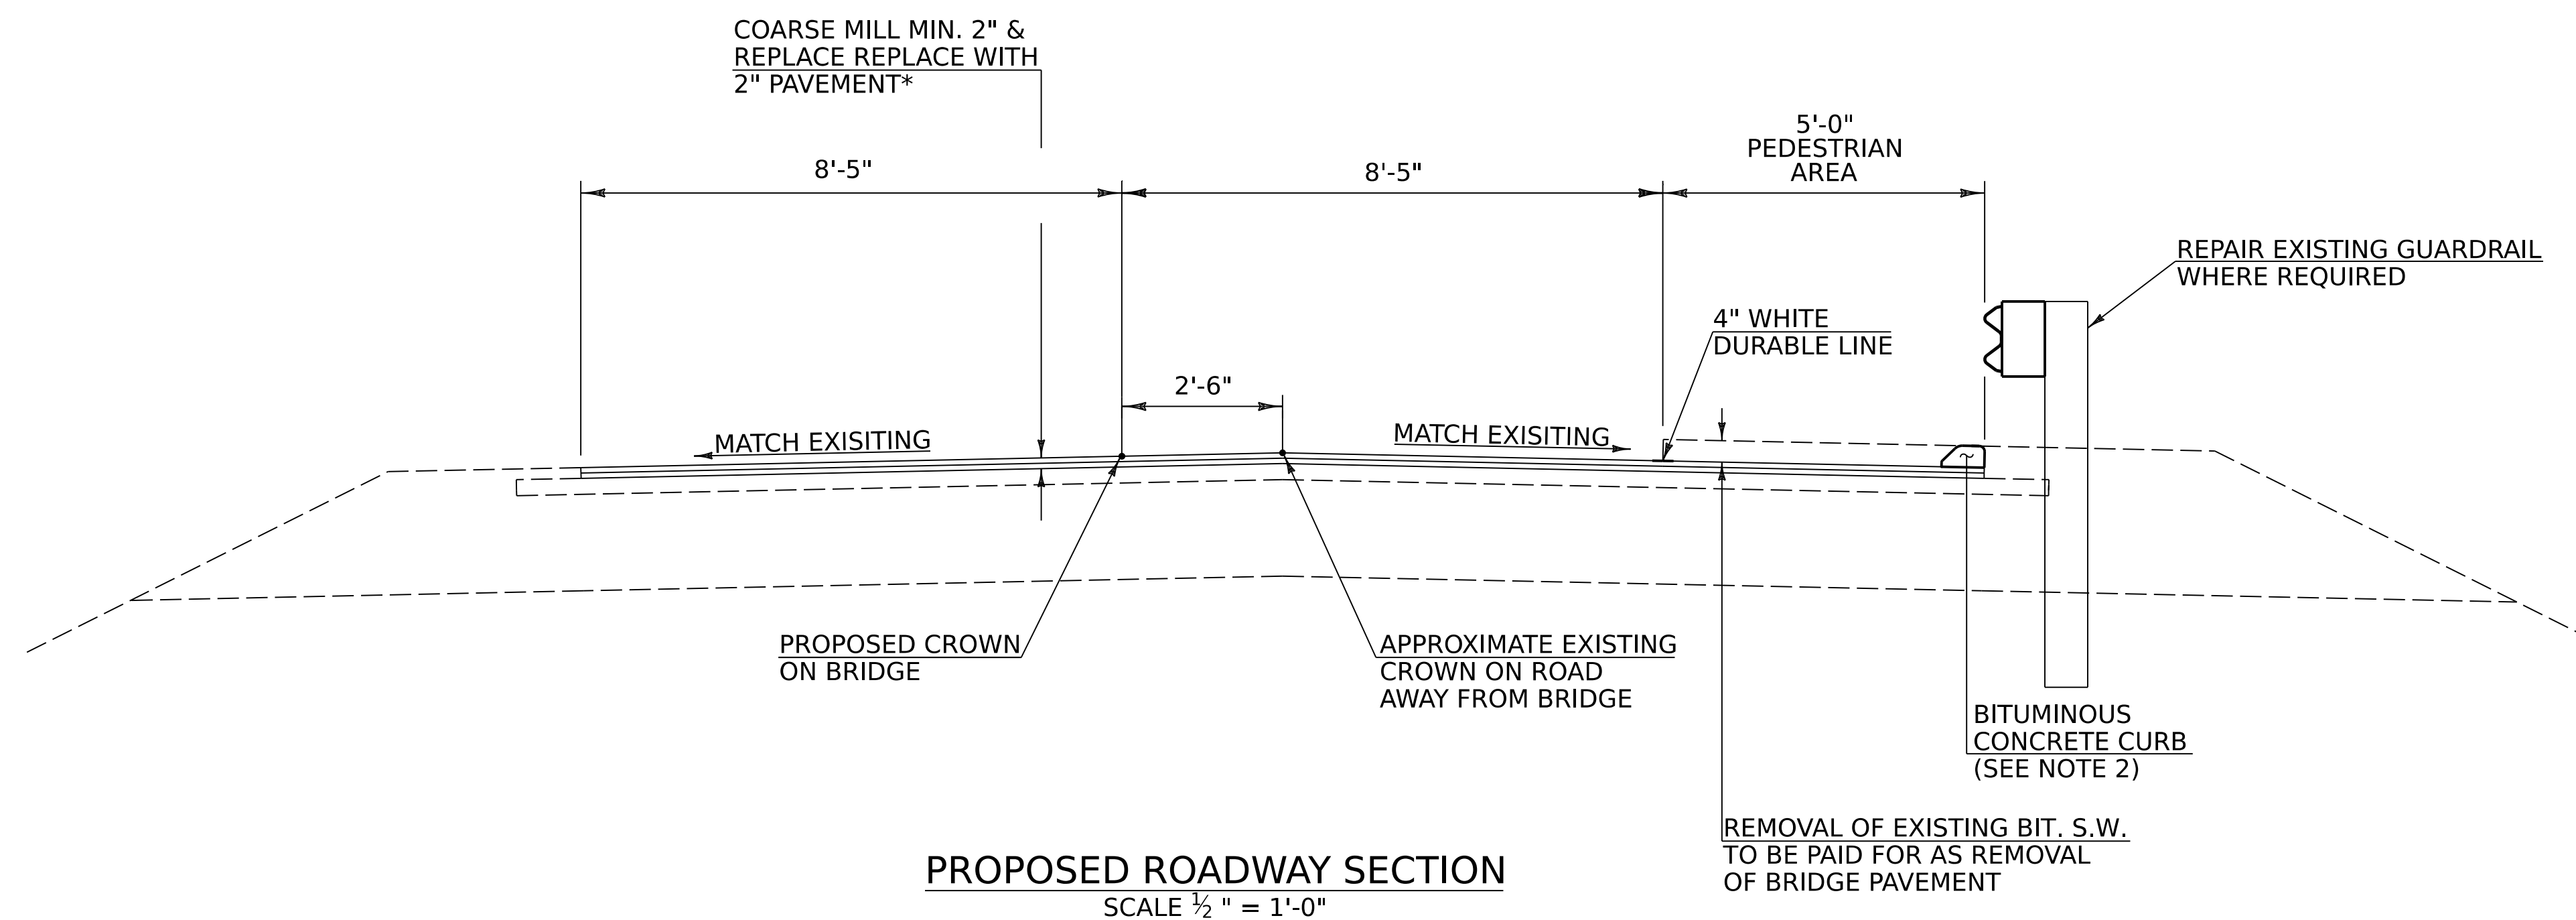 COARSE MILL MIN. 2" &
REPLACE REPLACE WITH
2" PAVEMENT*
8'-5"
8'-5"
5'-0"
PEDESTRIAN
AREA
REPAIR EXISTING GUARDRAIL
WHERE REQUIRED
4" WHITE
DURABLE LINE
2'-6"
MATCH EXISITING
MATCH EXISITING
PROPOSED CROWN
ON BRIDGE
APPROXIMATE EXISTING
CROWN ON ROAD
AWAY FROM BRIDGE
BITUMINOUS
CONCRETE CURB
(SEE NOTE 2)
REMOVAL OF EXISTING BIT. S.W.
TO BE PAID FOR AS REMOVAL
OF BRIDGE PAVEMENT
PROPOSED ROADWAY SECTION
SCALE ½ " = 1'-0"